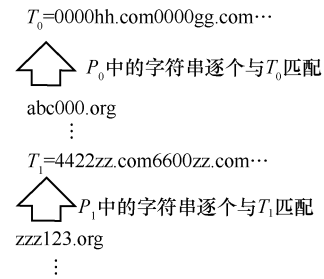 T₀=0000hh.com0000gg.com…
P₀中的字符串逐个与T₀匹配
abc000.org
⋮
T₁=4422zz.com6600zz.com…
P₁中的字符串逐个与T₁匹配
zzz123.org
⋮